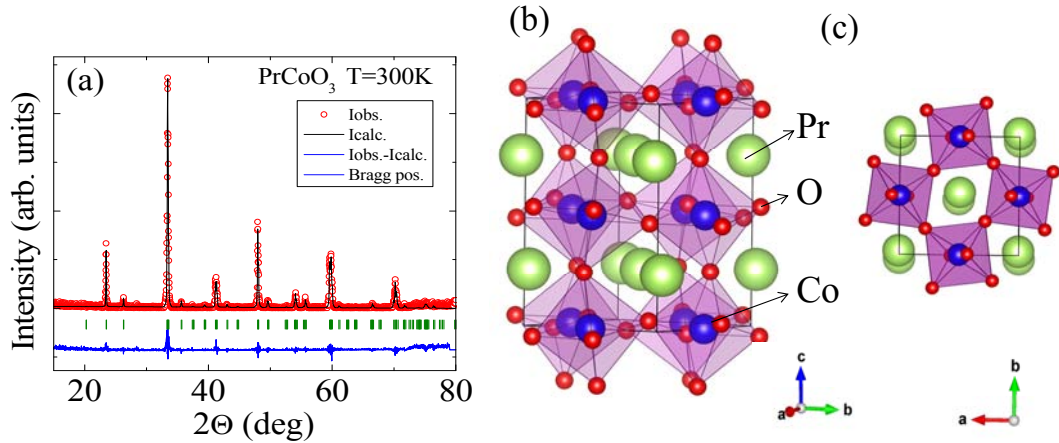 (a)
PrCoO3 T=300K
Iobs.
Icalc.
Iobs.-Icalc.
Bragg pos.
Intensity (arb. units)
20 40 60 80
2Θ (deg)
(b)
Pr
O
Co
c
a b
(c)
b
a